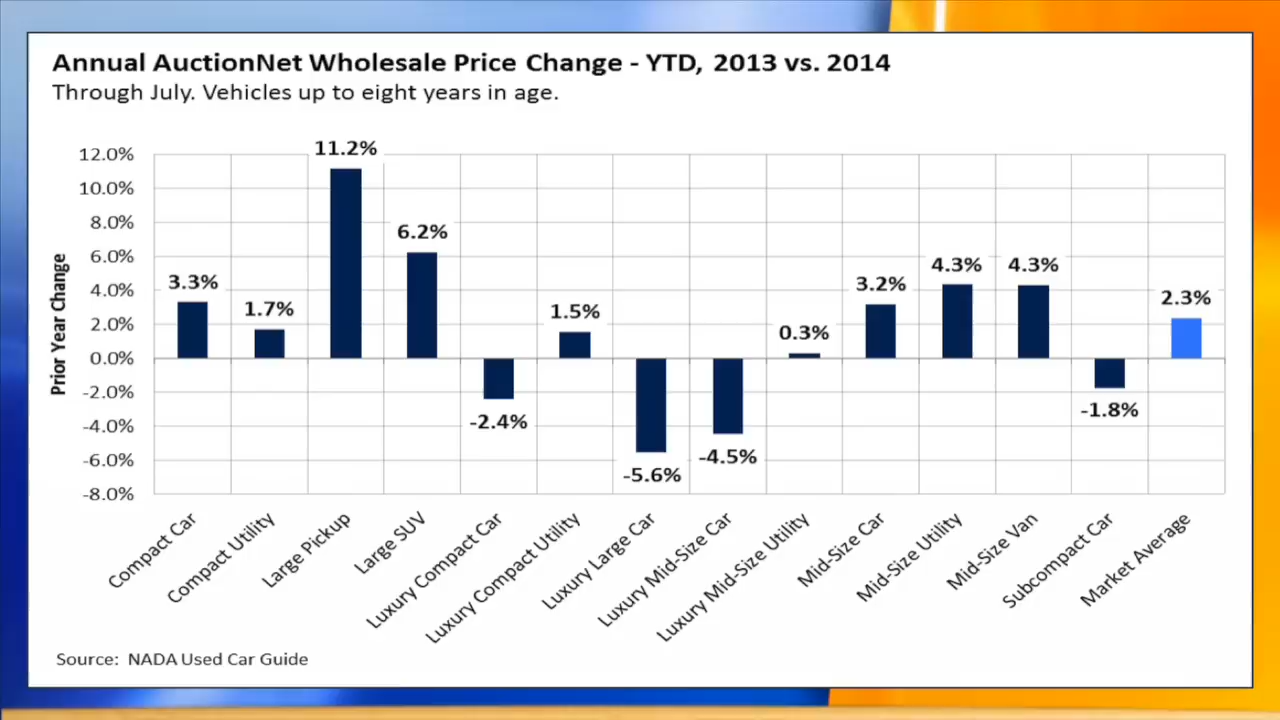 Annual AuctionNet Wholesale Price Change - YTD, 2013 vs. 2014
Through July. Vehicles up to eight years in age.
Prior Year Change
12.0%
10.0%
8.0%
6.0%
4.0%
2.0%
0.0%
-2.0%
-4.0%
-6.0%
-8.0%
3.3%
1.7%
11.2%
6.2%
-2.4%
1.5%
-5.6%
-4.5%
0.3%
3.2%
4.3%
4.3%
-1.8%
2.3%
Compact Car
Compact Utility
Large Pickup
Large SUV
Luxury Compact Car
Luxury Compact Utility
Luxury Large Car
Luxury Mid-Size Car
Luxury Mid-Size Utility
Mid-Size Car
Mid-Size Utility
Mid-Size Van
Subcompact Car
Market Average
Source: NADA Used Car Guide